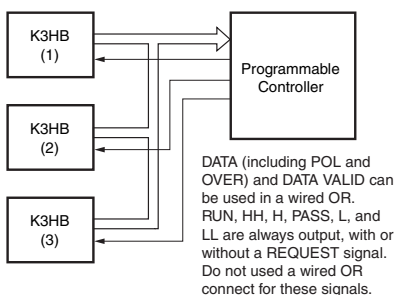 K3HB
(1)
Programmable
Controller
K3HB
(2)
K3HB
(3)
DATA (including POL and
OVER) and DATA VALID can
be used in a wired OR.
RUN, HH, H, PASS, L, and
LL are always output, with or
without a REQUEST signal.
Do not used a wired OR
connect for these signals.